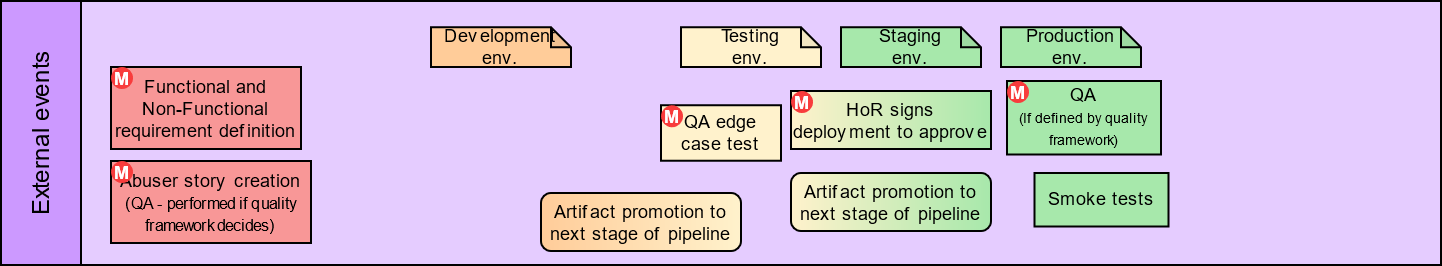 External events
Development
env.
Testing
env.
Staging
env.
Production
env.
M
Functional and
Non-Functional
requirement definition
M
Abuser story creation
(QA - performed if quality
framework decides)
M
QA edge
case test
M
HoR signs
deployment to approve
M
QA
(If defined by quality
framework)
Artifact promotion to
next stage of pipeline
Artifact promotion to
next stage of pipeline
Smoke tests